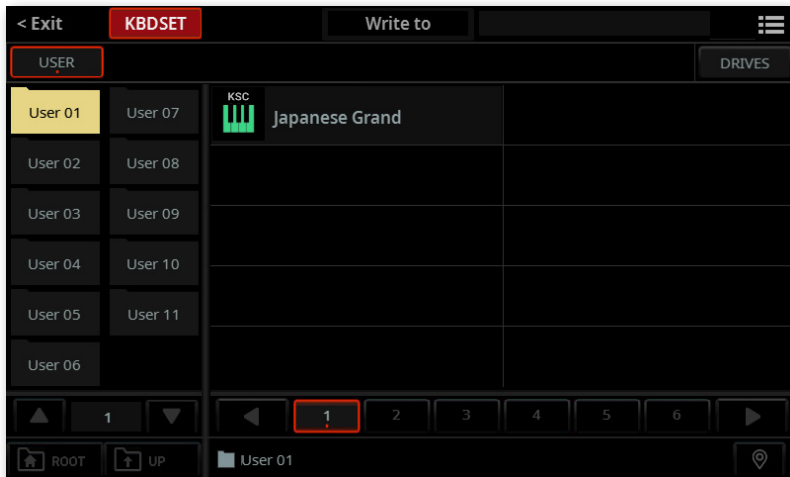 < Exit KBDSET Write to
USER DRIVES
User 01 User 07 KSC Japanese Grand
User 02 User 08
User 03 User 09
User 04 User 10
User 05 User 11
User 06
1 1 2 3 4 5 6
ROOT UP User 01